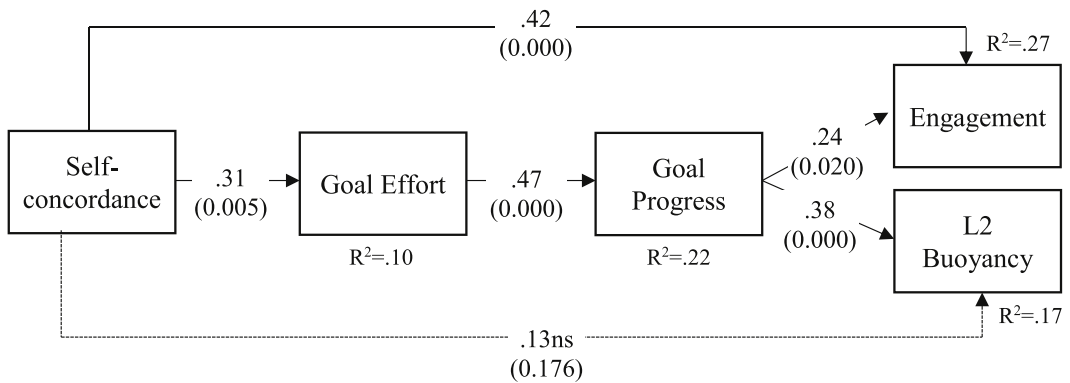 .42
(0.000)
R²=.27
Engagement
Self-
concordance
.31
(0.005)
Goal Effort
R²=.10
.47
(0.000)
Goal
Progress
R²=.22
.24
(0.020)
.38
(0.000)
L2
Buoyancy
R²=.17
.13ns
(0.176)